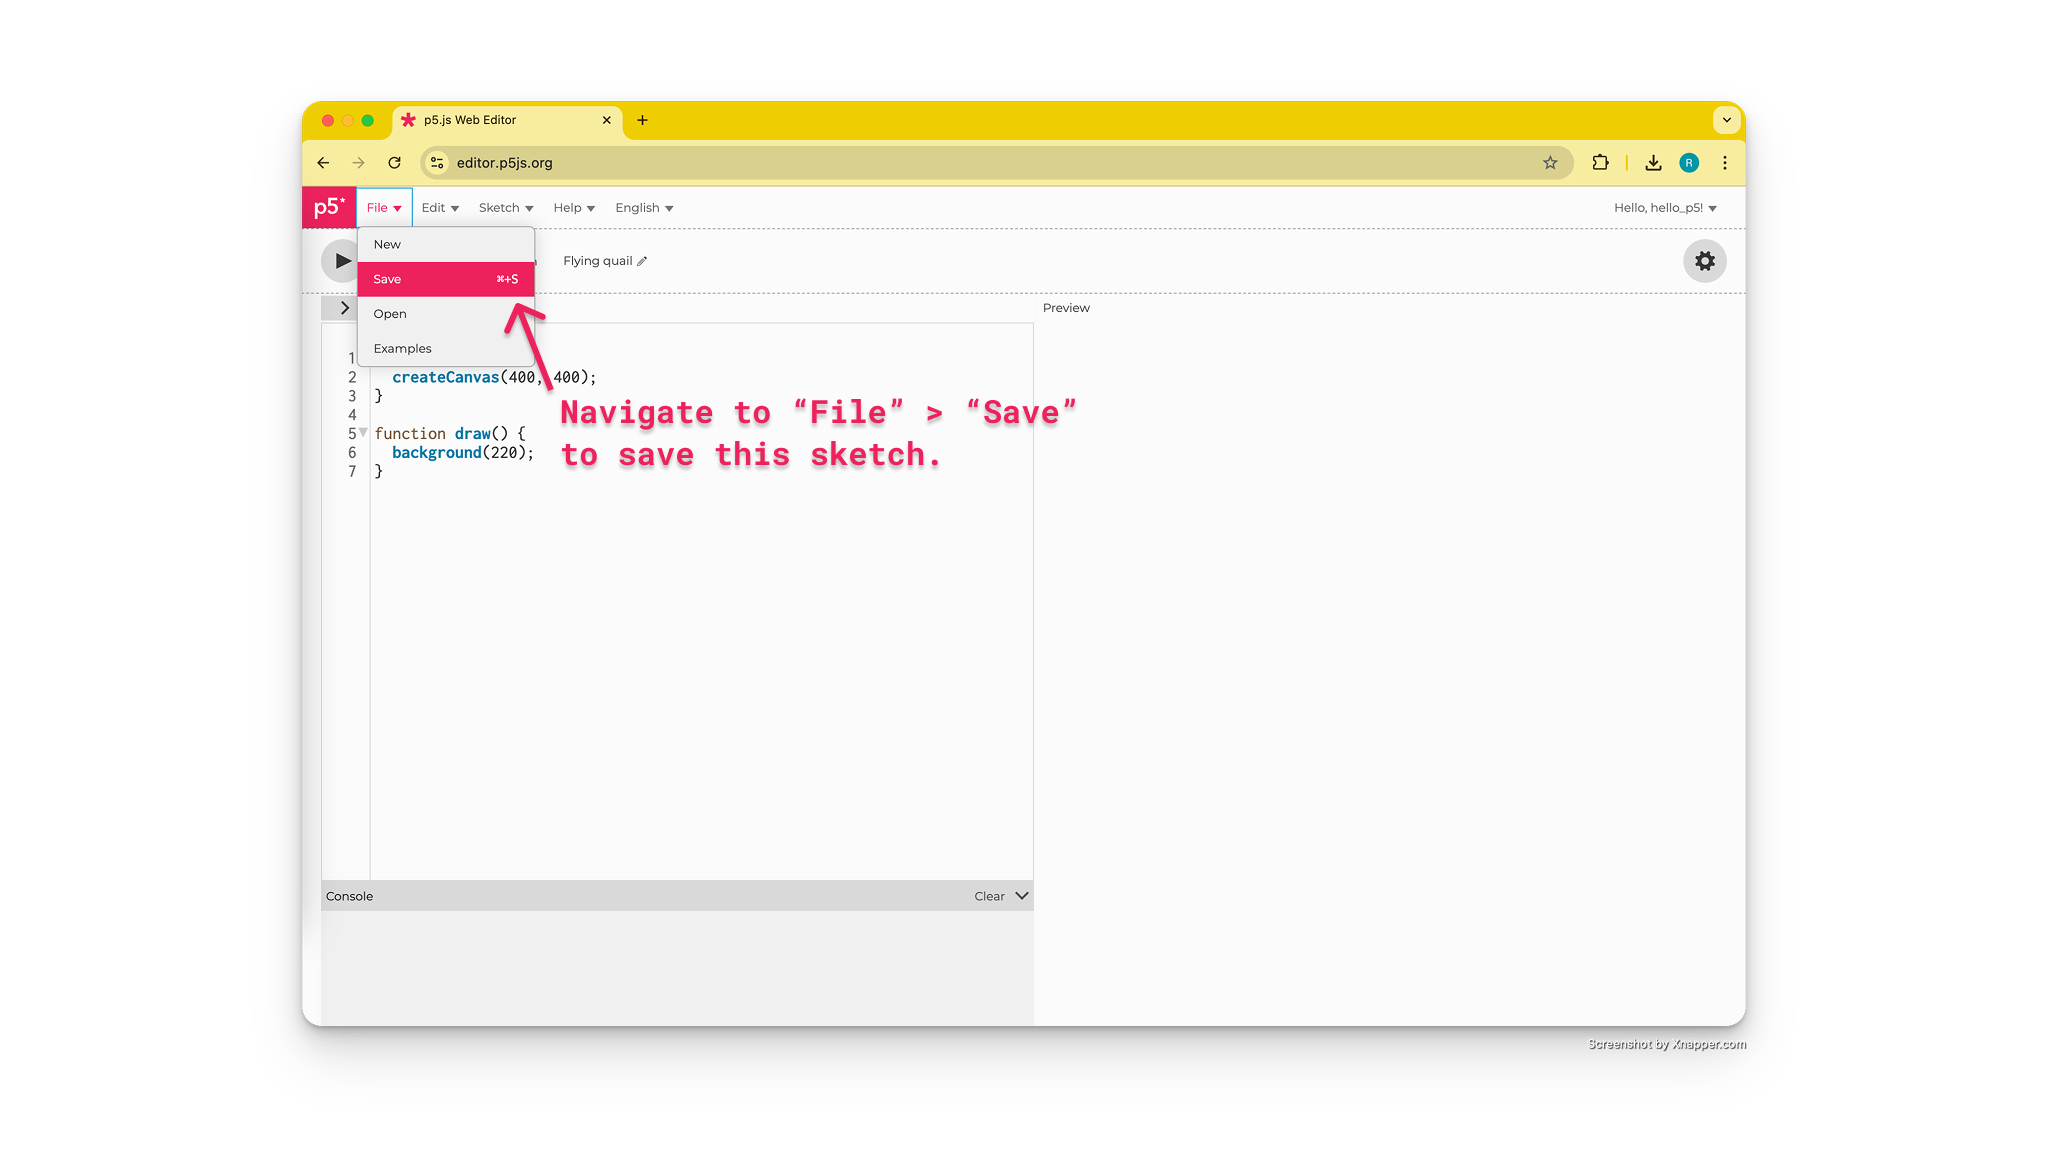 p5.js Web Editor
editor.p5js.org
R
p5* File Edit Sketch Help English Hello, hello_p5!
New
Flying quail
Save ⌘+S
Open
Preview
Examples
1
2 createCanvas(400, 400);
3 }
4
5 function draw() {
6 background(220);
7 }
Navigate to “File” > “Save”
to save this sketch.
Console Clear
Screenshot by Xnapper.com